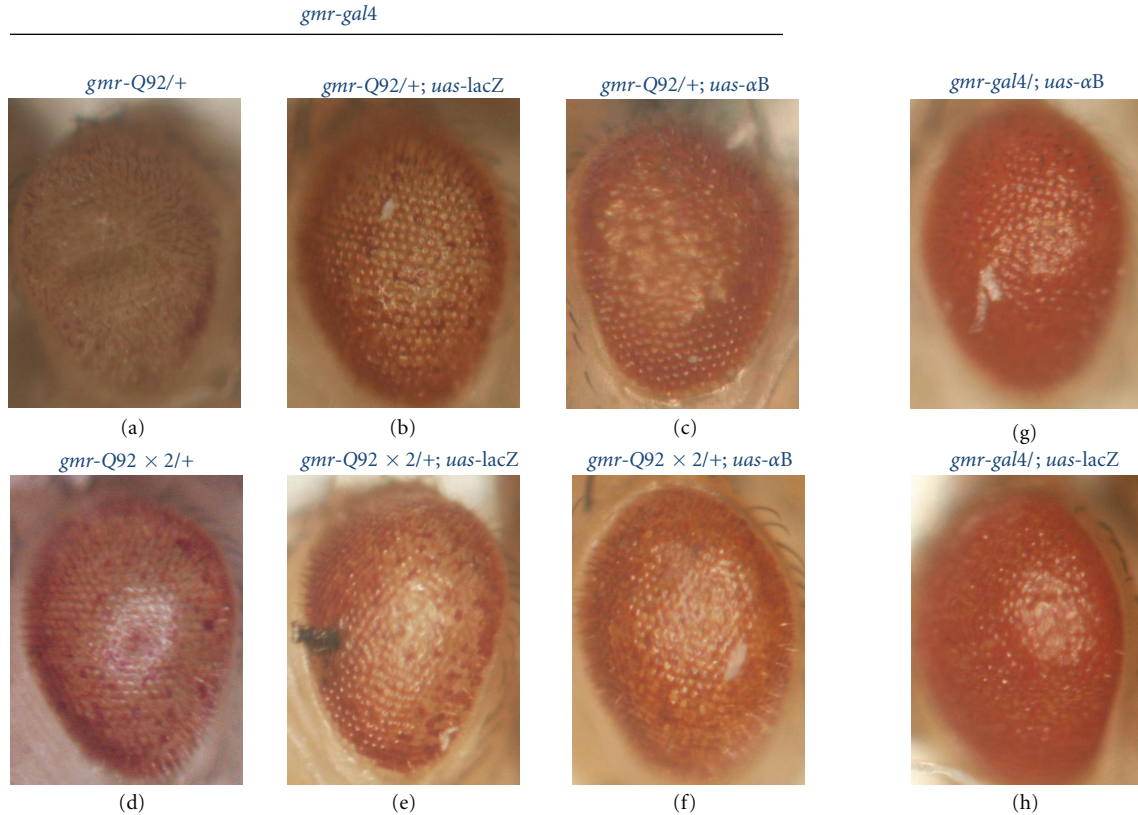 gmr-gal4
gmr-Q92/+
gmr-Q92/+; uas-lacZ
gmr-Q92/+; uas-αB
gmr-gal4/; uas-αB
(a)
(b)
(c)
(g)
gmr-Q92 × 2/+
gmr-Q92 × 2/+; uas-lacZ
gmr-Q92 × 2/+; uas-αB
gmr-gal4/; uas-lacZ
(d)
(e)
(f)
(h)